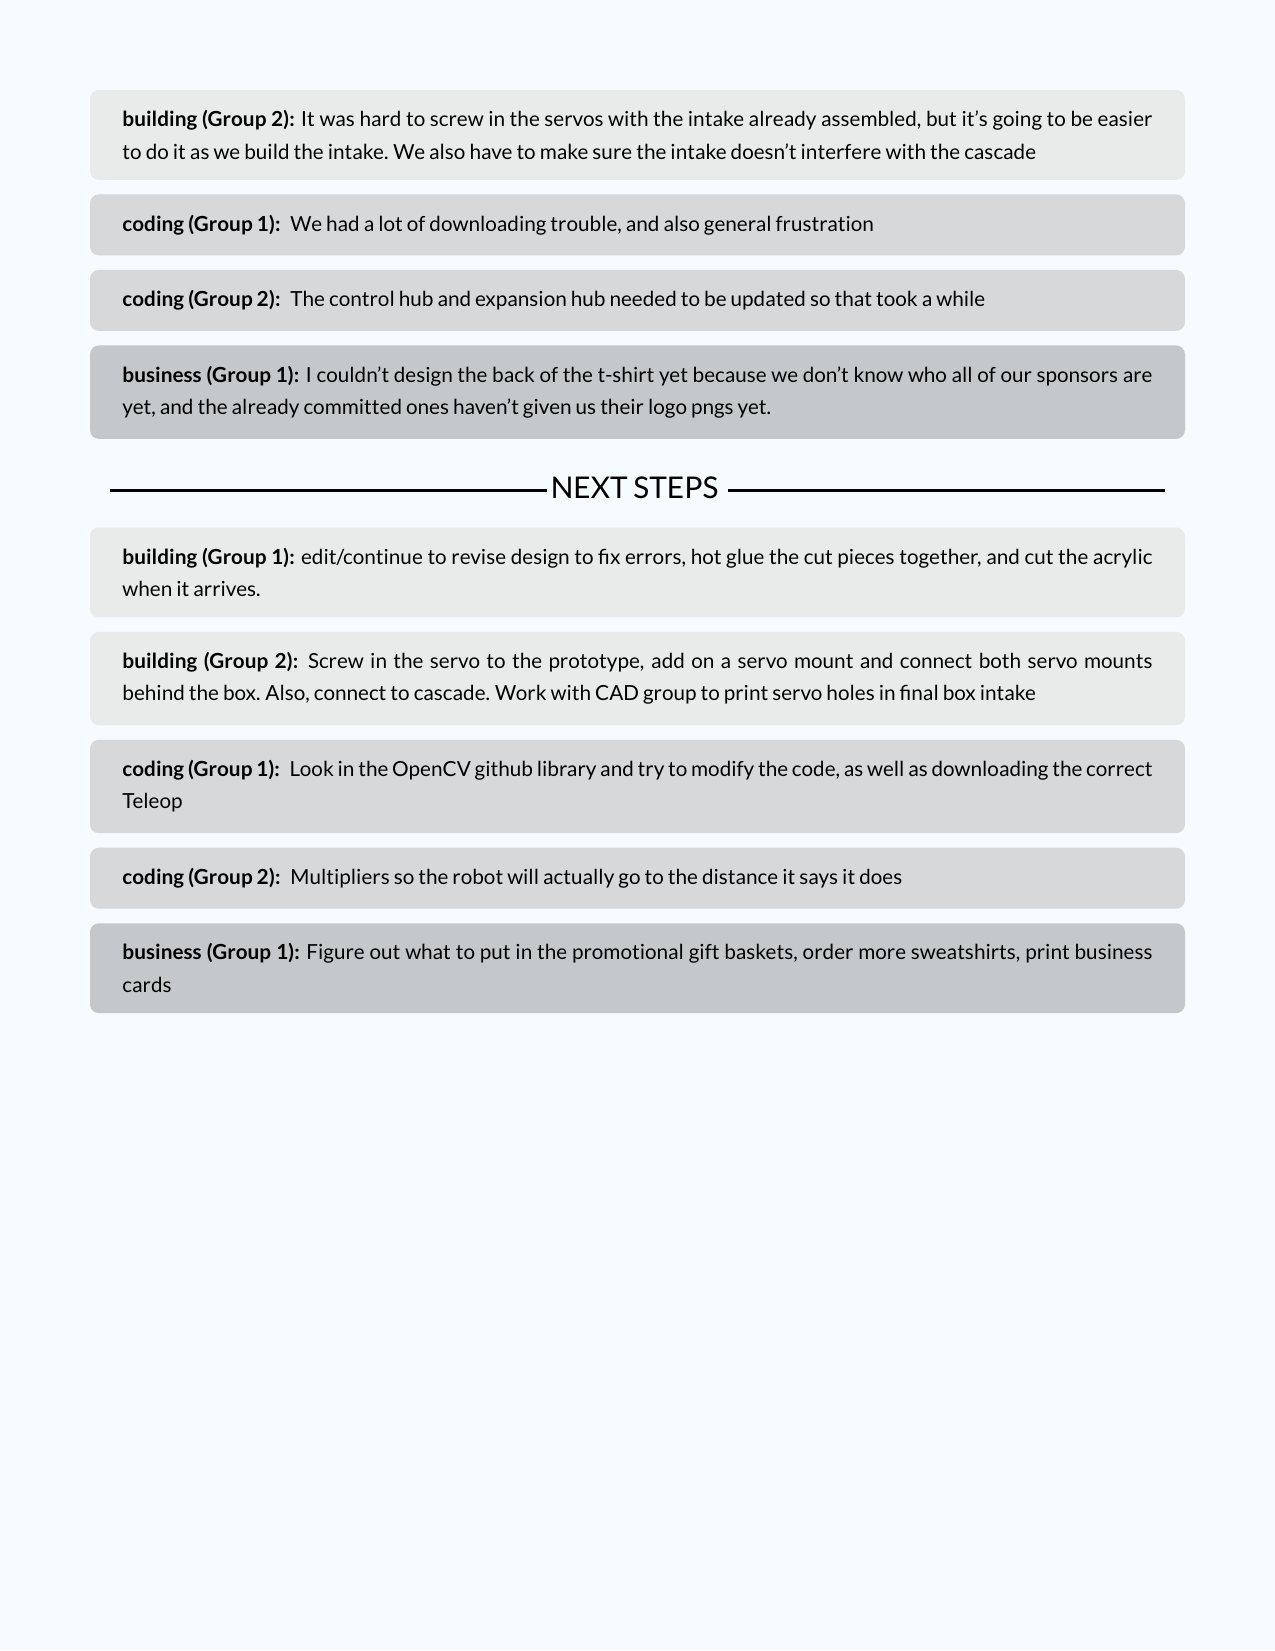 building (Group 2): It was hard to screw in the servos with the intake already assembled, but it’s going to be easier
to do it as we build the intake. We also have to make sure the intake doesn’t interfere with the cascade
coding (Group 1): We had a lot of downloading trouble, and also general frustration
coding (Group 2): The control hub and expansion hub needed to be updated so that took a while
business (Group 1): I couldn’t design the back of the t-shirt yet because we don’t know who all of our sponsors are
yet, and the already committed ones haven’t given us their logo pngs yet.
NEXT STEPS
building (Group 1): edit/continue to revise design to fix errors, hot glue the cut pieces together, and cut the acrylic
when it arrives.
building (Group 2): Screw in the servo to the prototype, add on a servo mount and connect both servo mounts
behind the box. Also, connect to cascade. Work with CAD group to print servo holes in final box intake
coding (Group 1): Look in the OpenCV github library and try to modify the code, as well as downloading the correct
Teleop
coding (Group 2): Multipliers so the robot will actually go to the distance it says it does
business (Group 1): Figure out what to put in the promotional gift baskets, order more sweatshirts, print business
cards